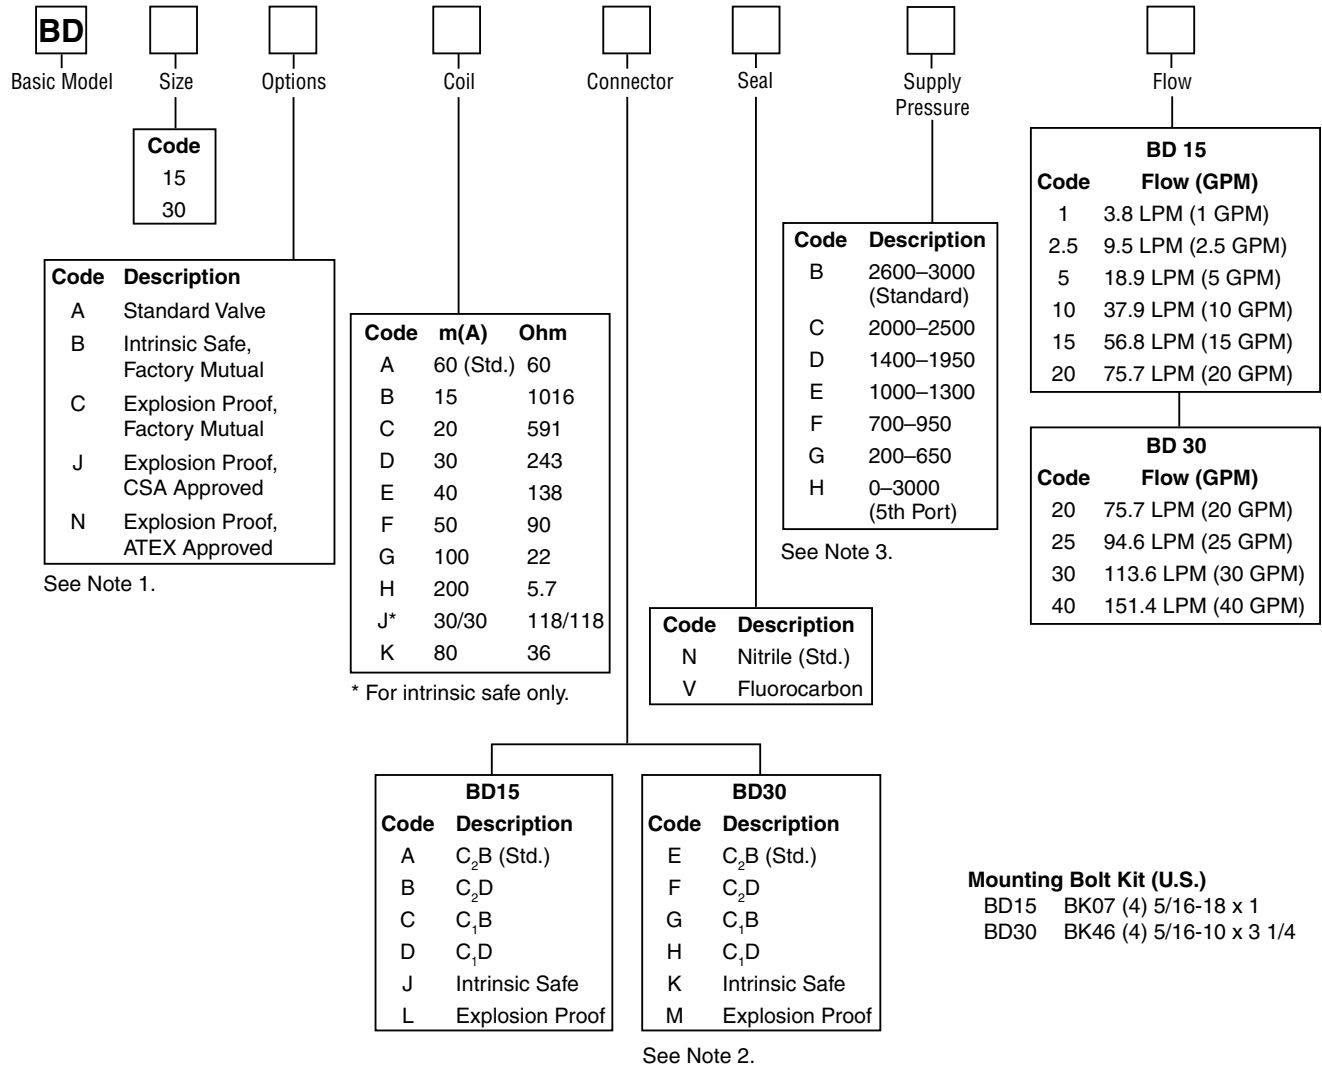 BD
Basic Model
Size
Options
Coil
Connector
Seal
Supply
Pressure
Flow
Code
15
30
Code Description
A Standard Valve
B Intrinsic Safe,
Factory Mutual
C Explosion Proof,
Factory Mutual
J Explosion Proof,
CSA Approved
N Explosion Proof,
ATEX Approved
See Note 1.
Code m(A) Ohm
A 60 (Std.) 60
B 15 1016
C 20 591
D 30 243
E 40 138
F 50 90
G 100 22
H 200 5.7
J* 30/30 118/118
K 80 36
* For intrinsic safe only.
BD15
Code Description
A C₂B (Std.)
B C₂D
C C₁B
D C₁D
J Intrinsic Safe
L Explosion Proof
BD30
Code Description
E C₂B (Std.)
F C₂D
G C₁B
H C₁D
K Intrinsic Safe
M Explosion Proof
See Note 2.
Code Description
N Nitrile (Std.)
V Fluorocarbon
Code Description
B 2600–3000
(Standard)
C 2000–2500
D 1400–1950
E 1000–1300
F 700–950
G 200–650
H 0–3000
(5th Port)
See Note 3.
BD 15
Code Flow (GPM)
1 3.8 LPM (1 GPM)
2.5 9.5 LPM (2.5 GPM)
5 18.9 LPM (5 GPM)
10 37.9 LPM (10 GPM)
15 56.8 LPM (15 GPM)
20 75.7 LPM (20 GPM)
BD 30
Code Flow (GPM)
20 75.7 LPM (20 GPM)
25 94.6 LPM (25 GPM)
30 113.6 LPM (30 GPM)
40 151.4 LPM (40 GPM)
Mounting Bolt Kit (U.S.)
BD15 BK07 (4) 5/16-18 x 1
BD30 BK46 (4) 5/16-10 x 3 1/4